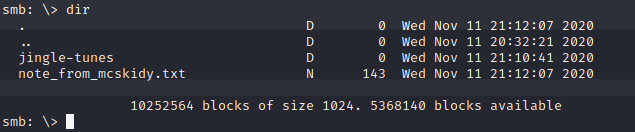 smb: \> dir
.                                   D        0  Wed Nov 11 21:12:07 2020
..                                  D        0  Wed Nov 11 20:32:21 2020
jingle-tunes                        D        0  Wed Nov 11 21:10:41 2020
note_from_mcskidy.txt               N      143  Wed Nov 11 21:12:07 2020
10252564 blocks of size 1024. 5368140 blocks available
smb: \>